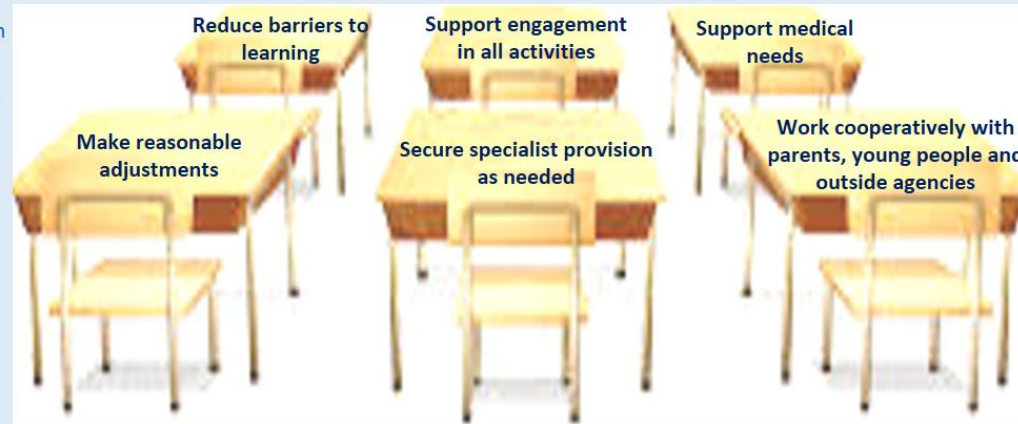 Reduce barriers to
learning
Support engagement
in all activities
Support medical
needs
Make reasonable
adjustments
Secure specialist provision
as needed
Work cooperatively with
parents, young people and
outside agencies